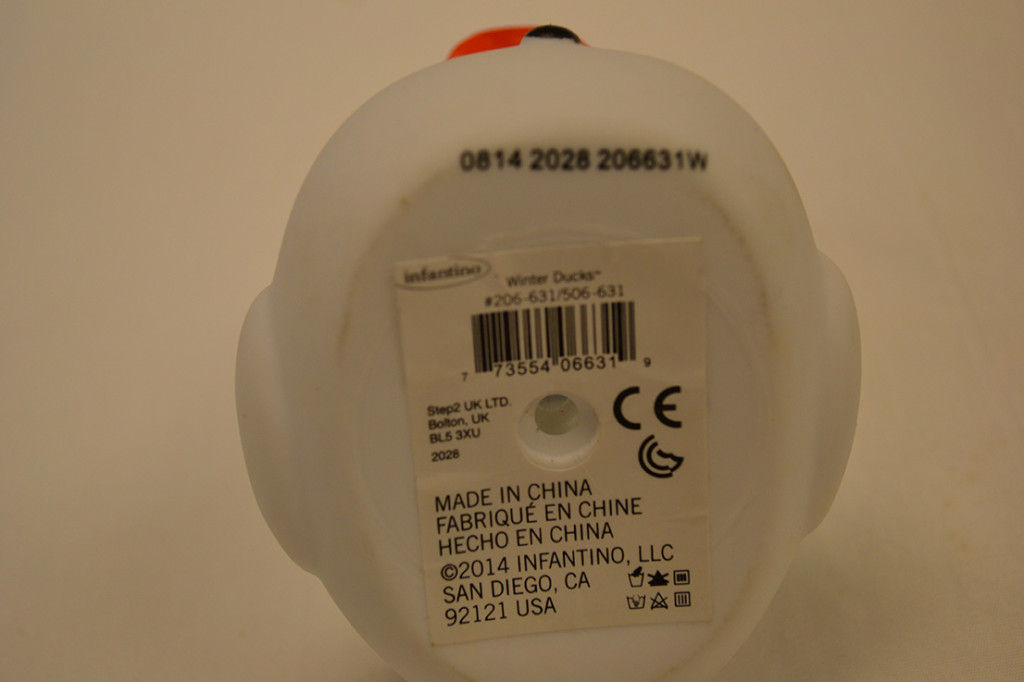 0814 2028 206631W
infantino
Winter Ducks™
#206-631/506-631
7 73554 06631 9
Step2 UK LTD.
Bolton, UK
BL5 3XU
2028
CE
MADE IN CHINA
FABRIQUÉ EN CHINE
HECHO EN CHINA
©2014 INFANTINO, LLC
SAN DIEGO, CA
92121 USA